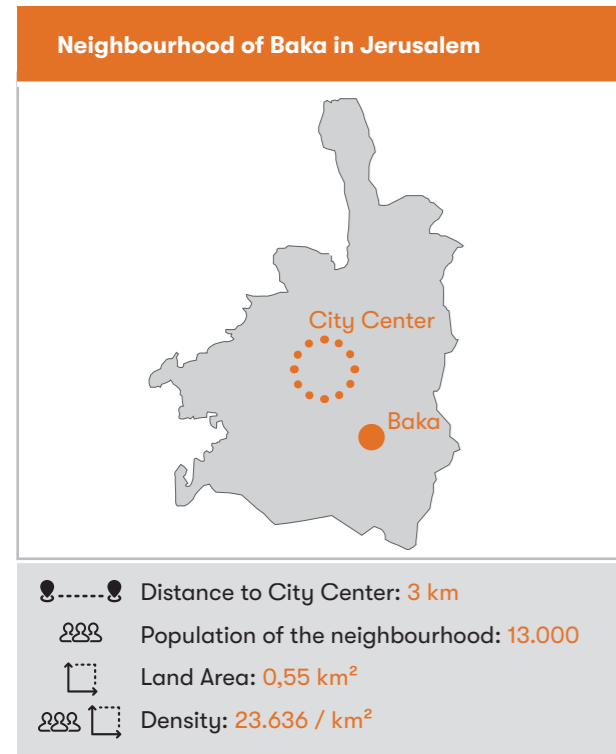 Neighbourhood of Baka in Jerusalem
City Center
Baka
Distance to City Center: 3 km
Population of the neighbourhood: 13.000
Land Area: 0,55 km²
Density: 23.636 / km²